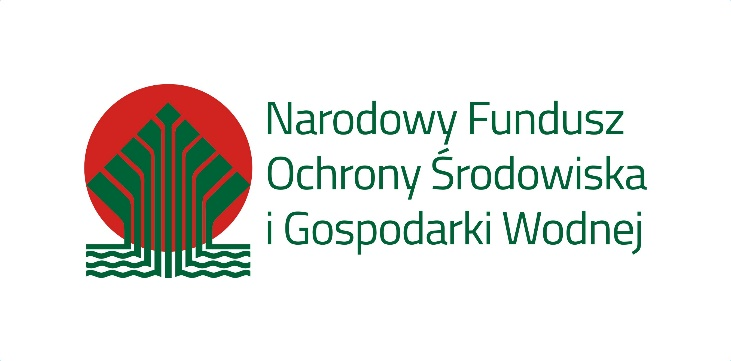 Narodowy Fundusz
Ochrony Środowiska
i Gospodarki Wodnej